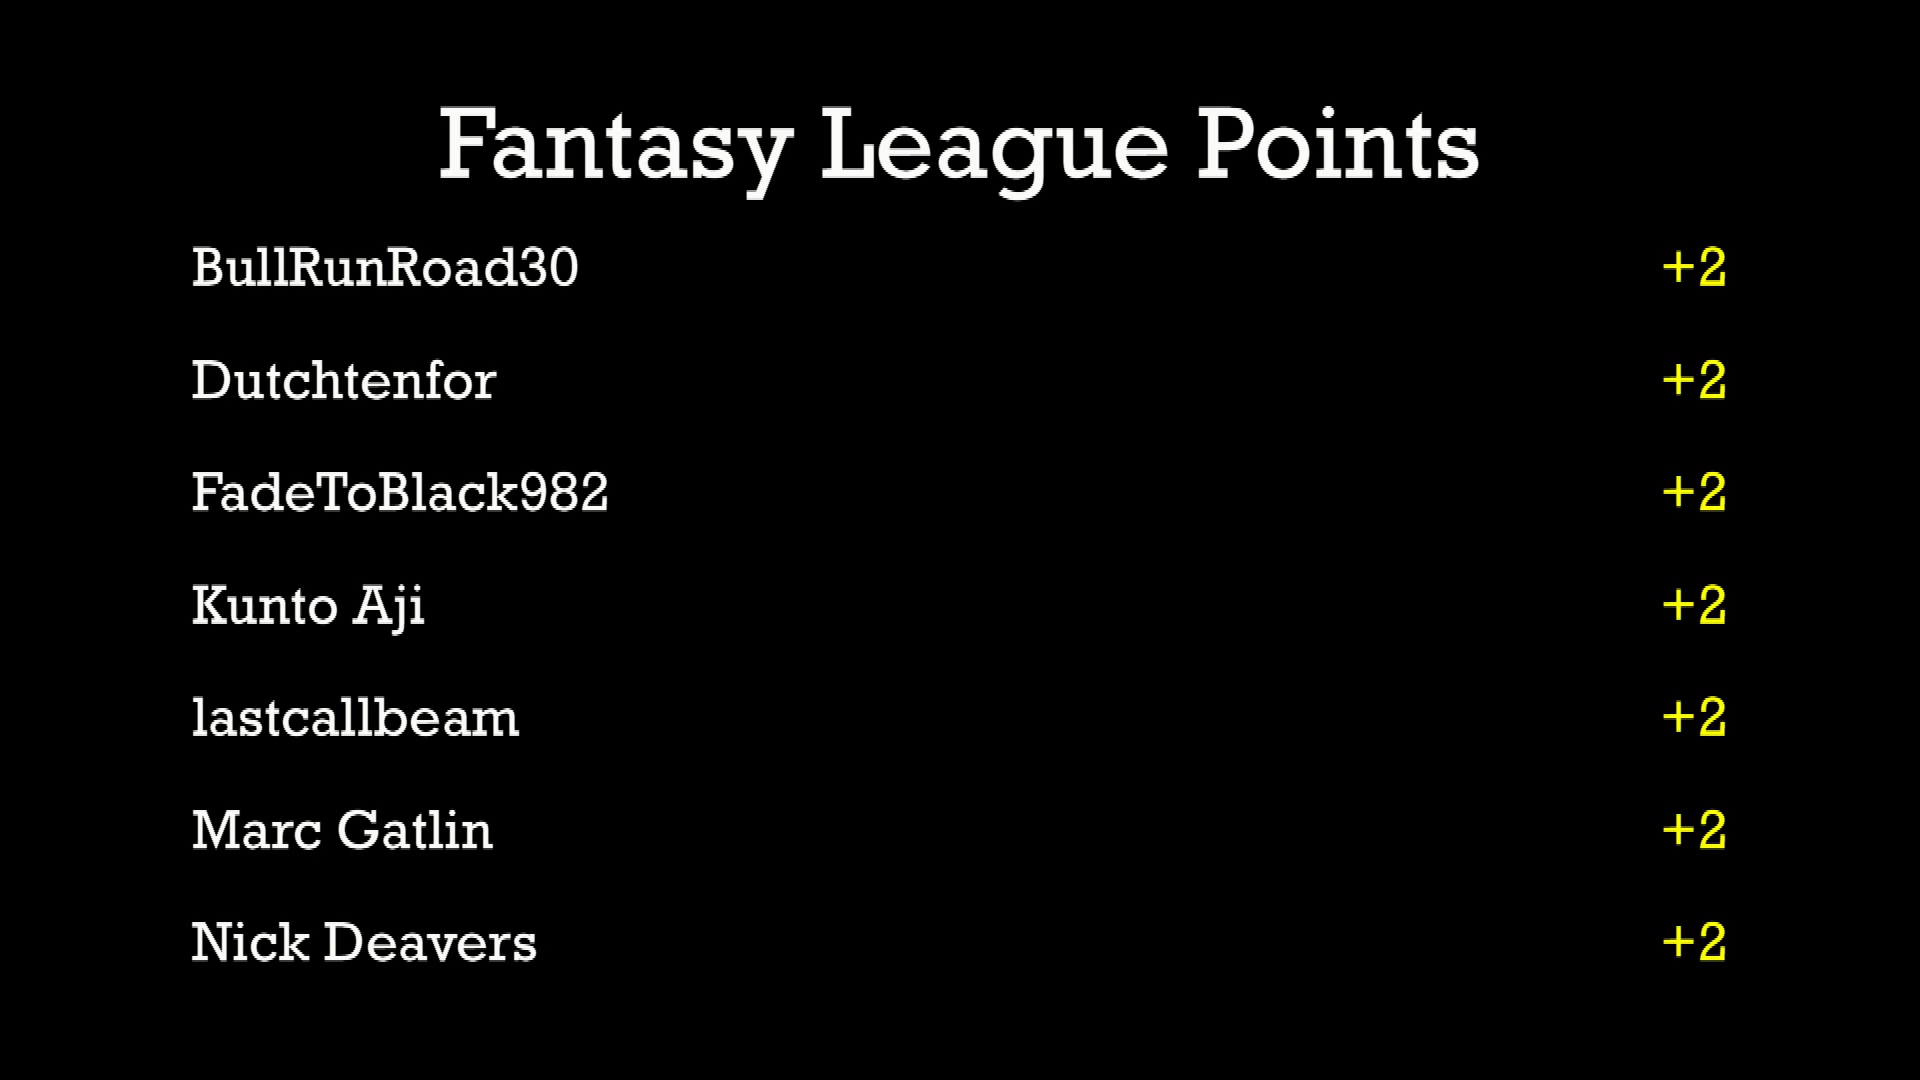 Fantasy League Points
BullRunRoad30 +2
Dutchtenfor +2
FadeToBlack982 +2
Kunto Aji +2
lastcallbeam +2
Marc Gatlin +2
Nick Deavers +2